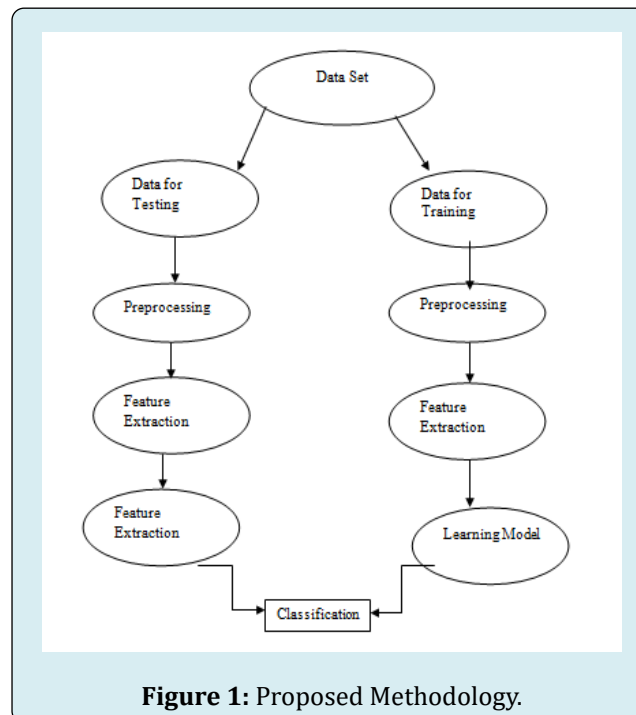 Data Set
Data for
Testing
Data for
Training
Preprocessing
Preprocessing
Feature
Extraction
Feature
Extraction
Feature
Extraction
Learning Model
Classification
Figure 1: Proposed Methodology.